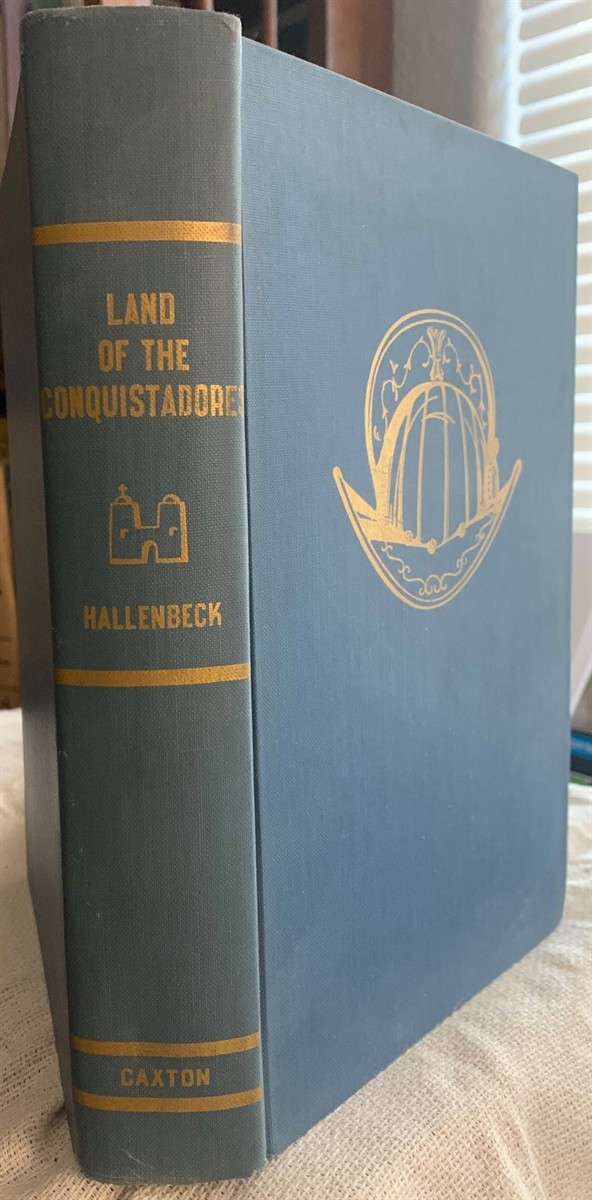 LAND
OF THE
CONQUISTADORES
HALLENBECK
CAXTON